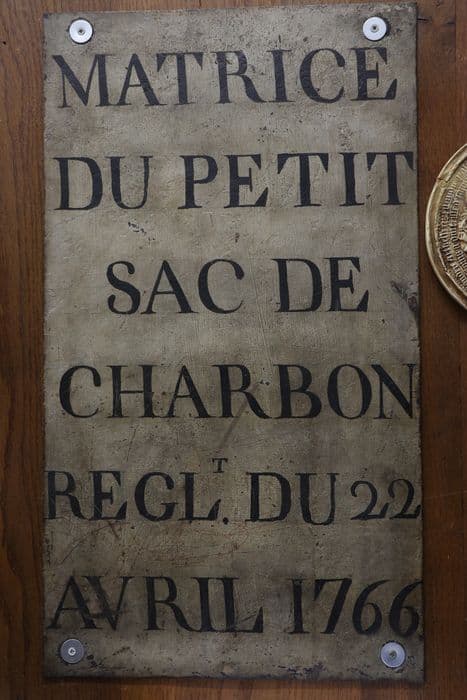 MATRICE
DU PETIT
SAC DE
CHARBON
REGL.T DU 22
AVRIL 1766